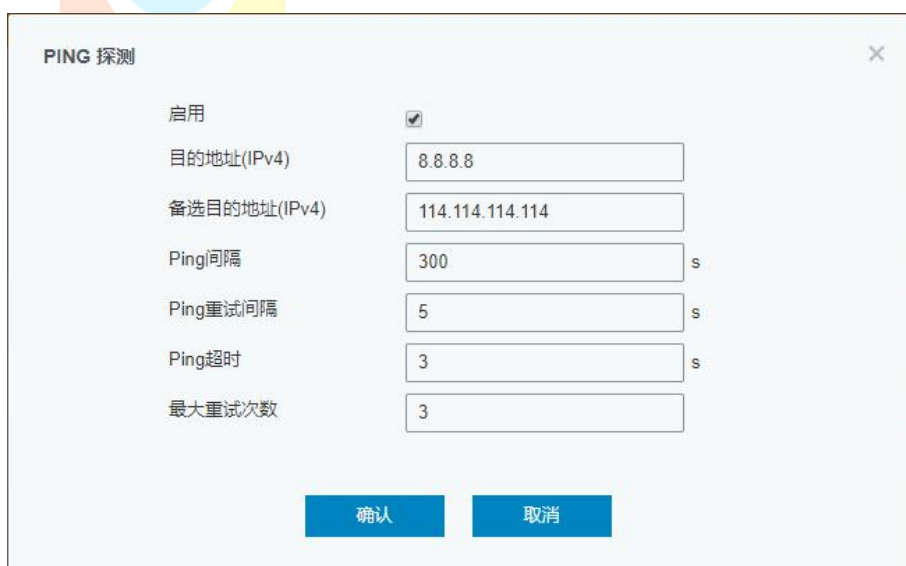 PING 探测
启用
目的地址(IPv4) 8.8.8.8
备选目的地址(IPv4) 114.114.114.114
Ping间隔 300 s
Ping重试间隔 5 s
Ping超时 3 s
最大重试次数 3
确认 取消